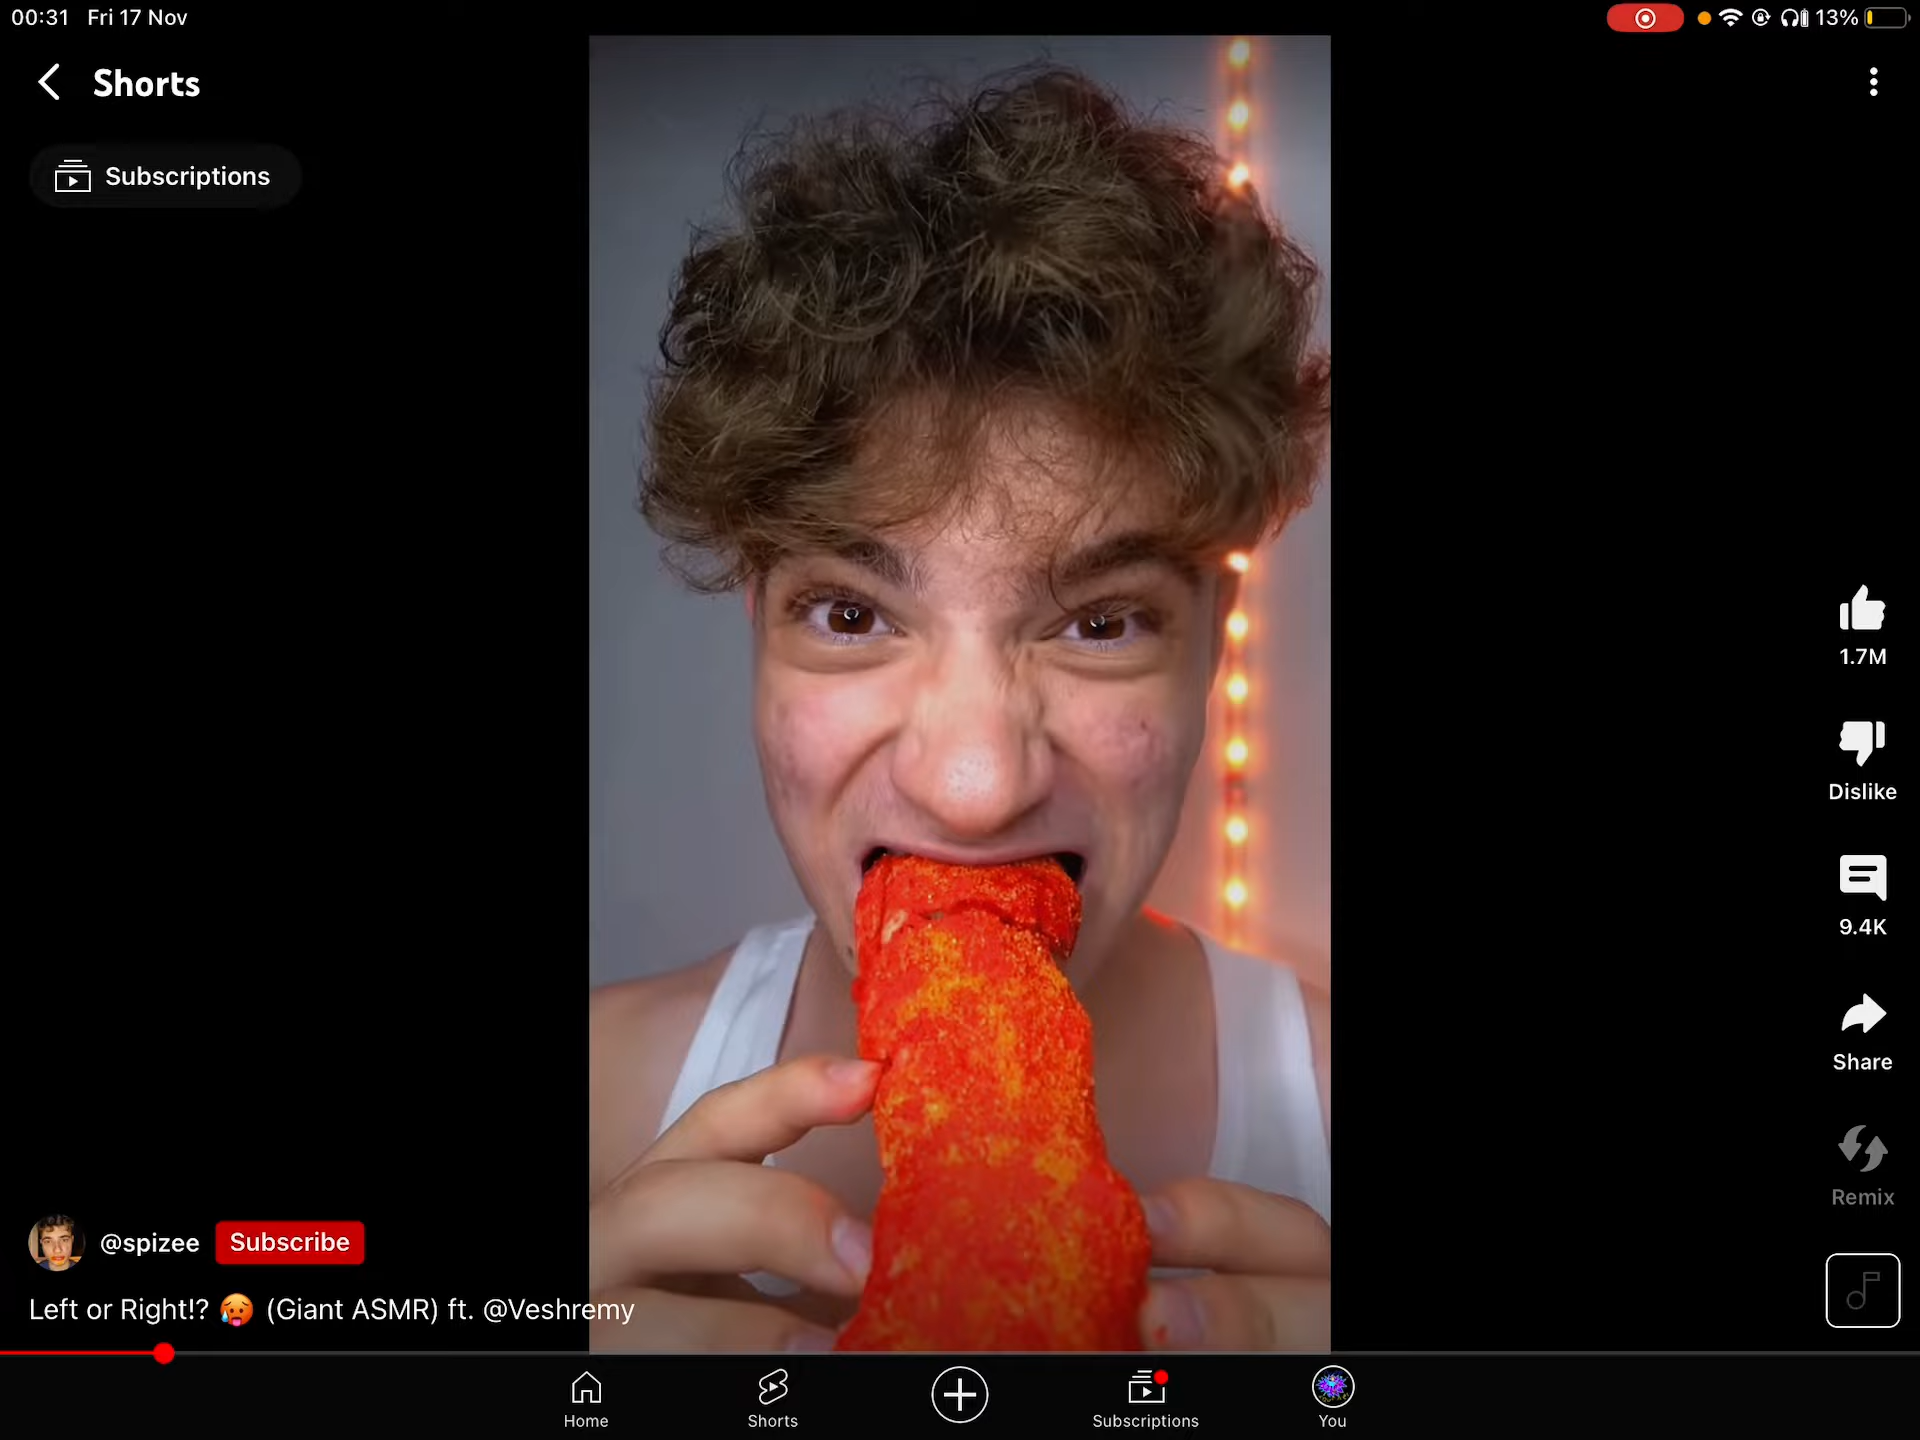 00:31 Fri 17 Nov
13%
Shorts
Subscriptions
1.7M
Dislike
9.4K
Share
Remix
@spizee Subscribe
Left or Right!? 🥵 (Giant ASMR) ft. @Veshremy
Home Shorts Subscriptions You